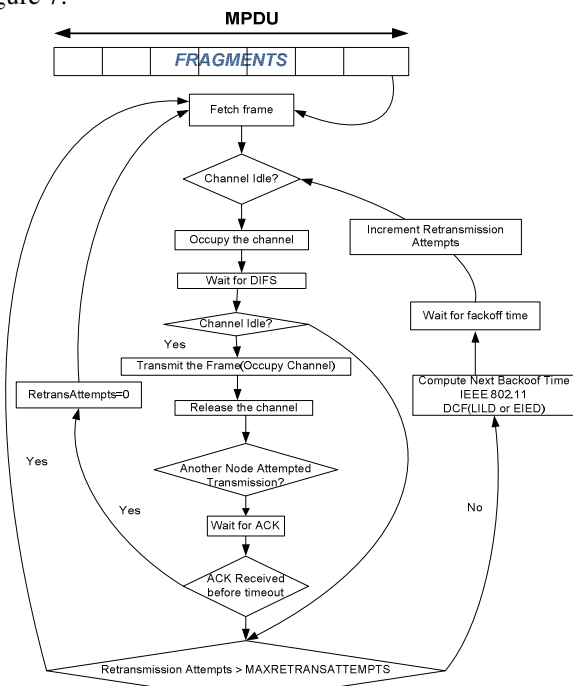 gure 7.
MPDU
FRAGMENTS
Fetch frame
Channel Idle?
Increment Retransmission
Attempts
Occupy the channel
Wait for DIFS
Wait for fackoff time
Channel Idle?
Yes
Transmit the Frame(Occupy Channel)
Compute Next Backoof Time
IEEE 802.11
DCF(LILD or EIED)
RetransAttempts=0
Release the channel
Another Node Attempted
Transmission?
Yes
Yes
No
Wait for ACK
ACK Received
before timeout
Retransmission Attempts > MAXRETRANSATTEMPTS